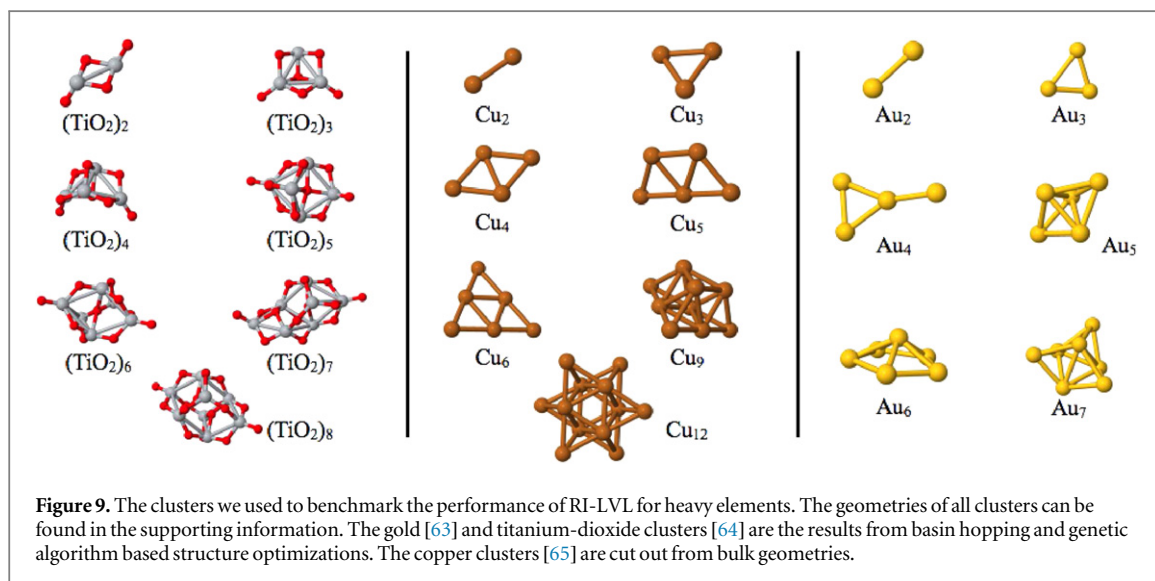 (TiO₂)₂ (TiO₂)₃ Cu₂ Cu₃ Au₂ Au₃
(TiO₂)₄ (TiO₂)₅ Cu₄ Cu₅ Au₄ Au₅
(TiO₂)₆ (TiO₂)₇ Cu₆ Cu₉ Au₆ Au₇
(TiO₂)₈ Cu₁₂
Figure 9. The clusters we used to benchmark the performance of RI-LVL for heavy elements. The geometries of all clusters can be
found in the supporting information. The gold [63] and titanium-dioxide clusters [64] are the results from basin hopping and genetic
algorithm based structure optimizations. The copper clusters [65] are cut out from bulk geometries.